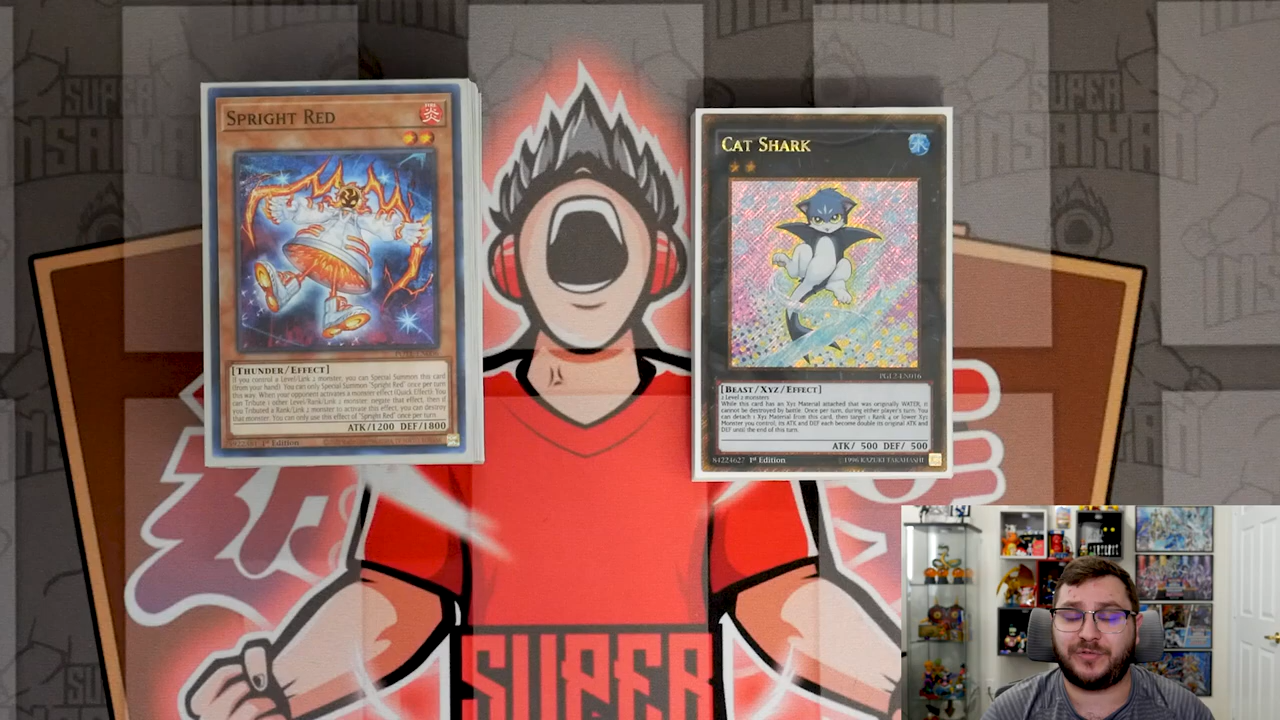 SUPER
INSAIYAN
SPRIGHT RED
[THUNDER/EFFECT]
If you control a Level/Link 2 monster, you can Special Summon this card
(from your hand). You can only Special Summon "Spright Red" once per turn
this way. When your opponent activates a monster effect (Quick Effect): You
can Tribute 1 other Level/Rank/Link 2 monster; negate that effect, then if
you Tributed a Rank/Link 2 monster to activate this effect, you can destroy
that monster. You can only use this effect of "Spright Red" once per turn.
ATK/1200 DEF/1800
1st Edition
CAT SHARK
PGL2-EN016
[BEAST/XYZ/EFFECT]
2 Level 2 monsters
While this card has an Xyz Material attached that was originally WATER, it
cannot be destroyed by battle. Once per turn, during either player's turn: You
can detach 1 Xyz Material from this card, then target 1 Rank 4 or lower Xyz
Monster you control; its ATK and DEF each become double its original ATK and
DEF until the end of this turn.
ATK/ 500 DEF/ 500
84224627 1st Edition ©1996 KAZUKI TAKAHASHI
SUPER
INSAIYAN
SUPER